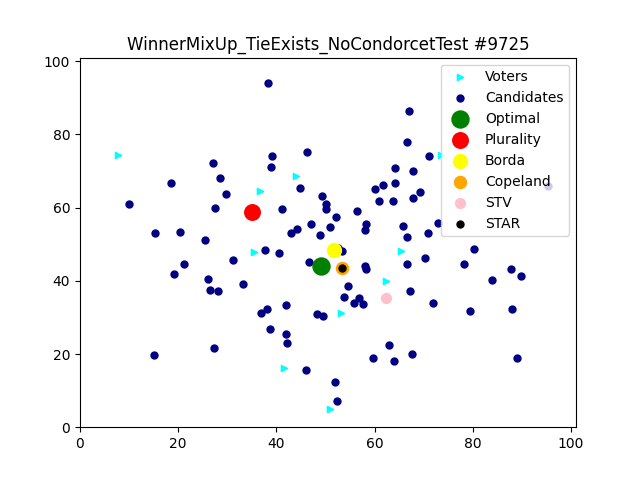 WinnerMixUp_TieExists_NoCondorcetTest #9725
100
80
60
40
20
0
0 20 40 60 80 100
Voters
Candidates
Optimal
Plurality
Borda
Copeland
STV
STAR